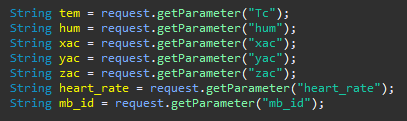 String tem = request.getParameter("Tc");
String hum = request.getParameter("hum");
String xac = request.getParameter("xac");
String yac = request.getParameter("yac");
String zac = request.getParameter("zac");
String heart_rate = request.getParameter("heart_rate");
String mb_id = request.getParameter("mb_id");